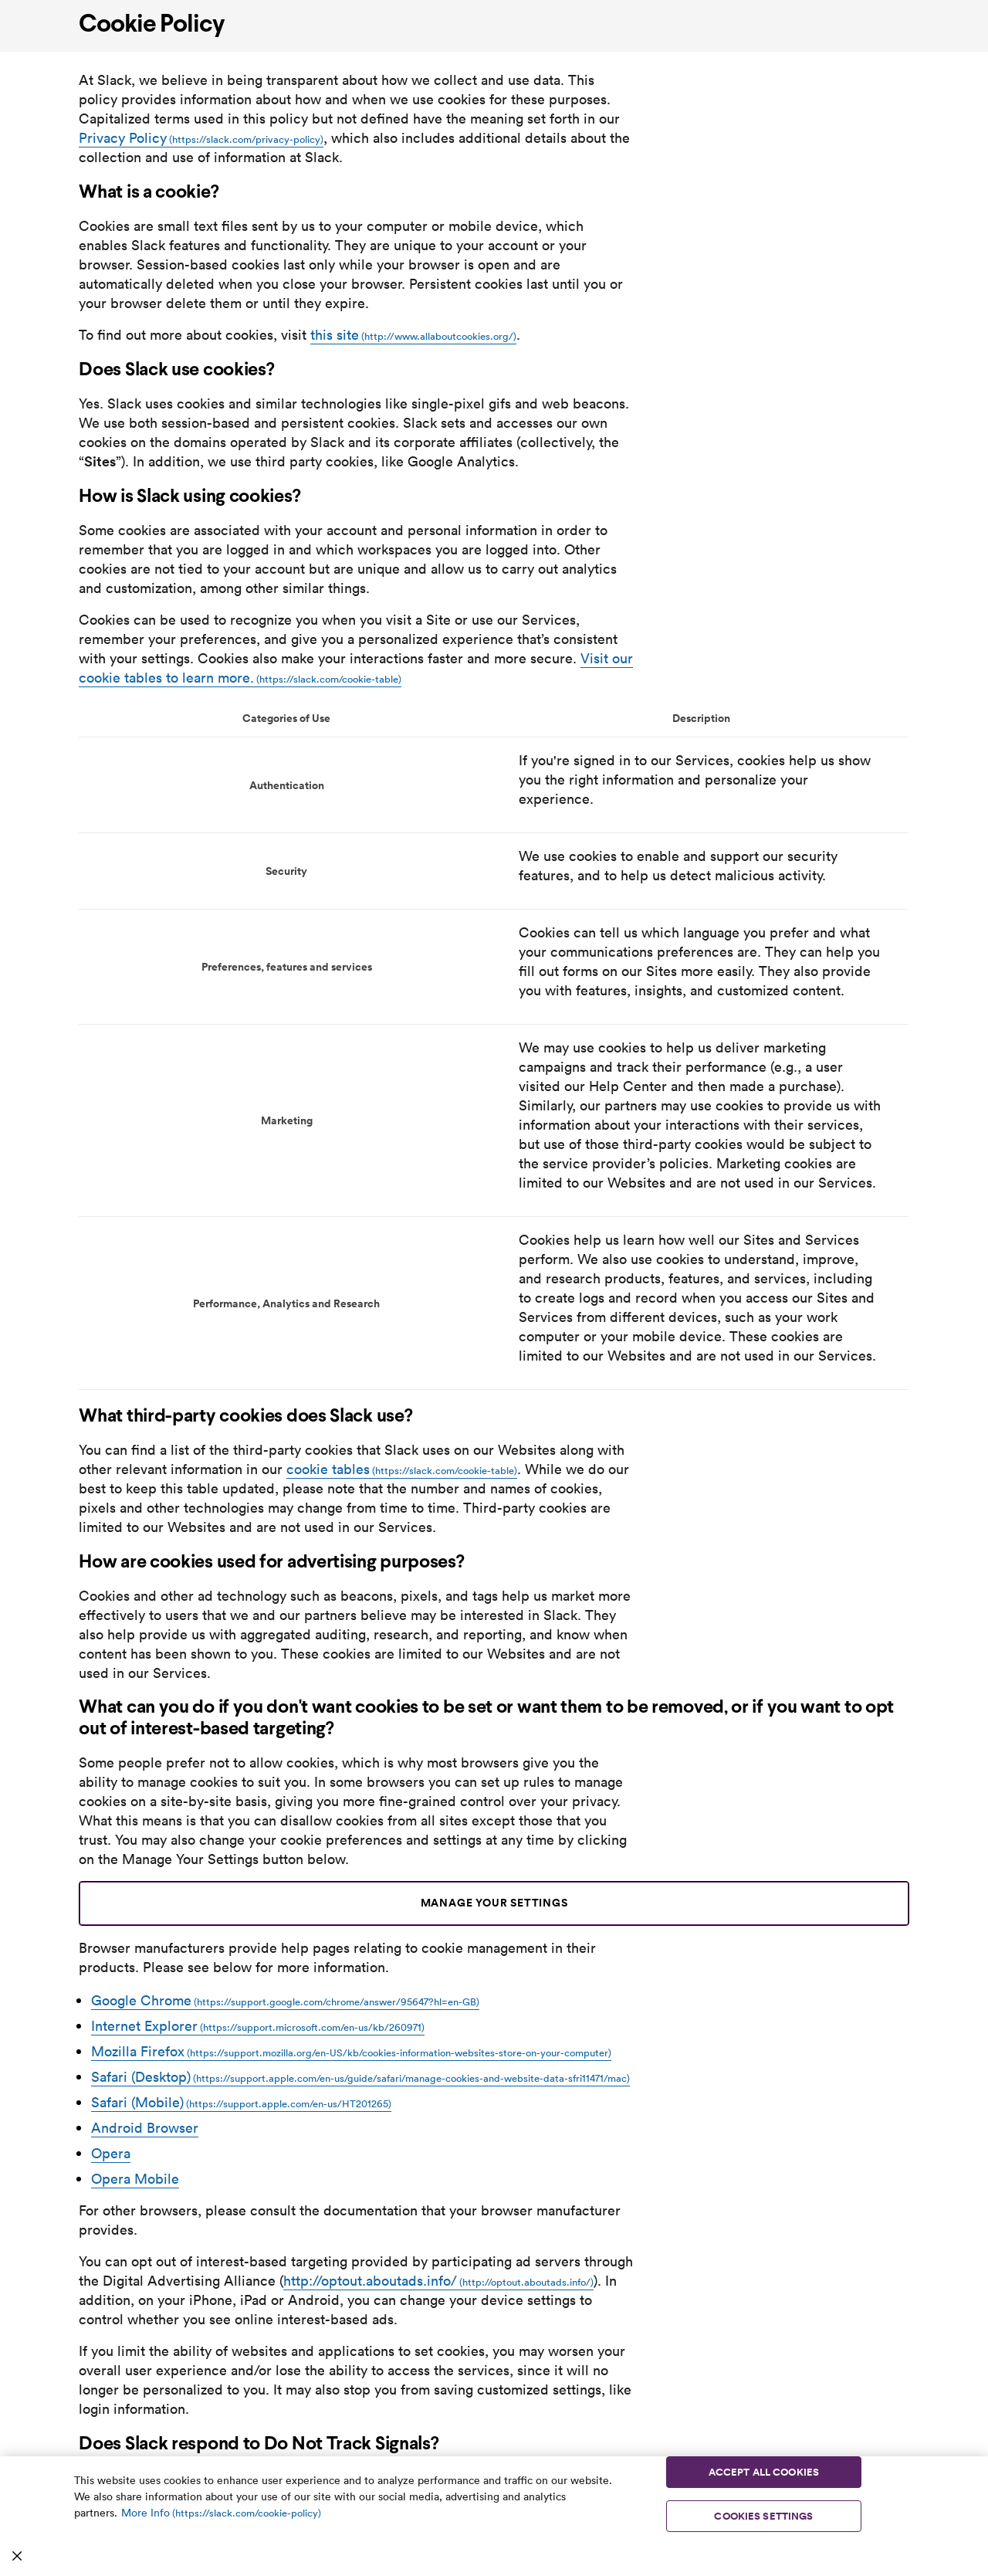 Cookie Policy
At Slack, we believe in being transparent about how we collect and use data. This
policy provides information about how and when we use cookies for these purposes.
Capitalized terms used in this policy but not defined have the meaning set forth in our
Privacy Policy (https://slack.com/privacy-policy), which also includes additional details about the
collection and use of information at Slack.
What is a cookie?
Cookies are small text files sent by us to your computer or mobile device, which
enables Slack features and functionality. They are unique to your account or your
browser. Session-based cookies last only while your browser is open and are
automatically deleted when you close your browser. Persistent cookies last until you or
your browser delete them or until they expire.
To find out more about cookies, visit this site (http://www.allaboutcookies.org/).
Does Slack use cookies?
Yes. Slack uses cookies and similar technologies like single-pixel gifs and web beacons.
We use both session-based and persistent cookies. Slack sets and accesses our own
cookies on the domains operated by Slack and its corporate affiliates (collectively, the
“Sites”). In addition, we use third party cookies, like Google Analytics.
How is Slack using cookies?
Some cookies are associated with your account and personal information in order to
remember that you are logged in and which workspaces you are logged into. Other
cookies are not tied to your account but are unique and allow us to carry out analytics
and customization, among other similar things.
Cookies can be used to recognize you when you visit a Site or use our Services,
remember your preferences, and give you a personalized experience that’s consistent
with your settings. Cookies also make your interactions faster and more secure. Visit our
cookie tables to learn more. (https://slack.com/cookie-table)
Categories of Use
Description
Authentication
If you're signed in to our Services, cookies help us show
you the right information and personalize your
experience.
Security
We use cookies to enable and support our security
features, and to help us detect malicious activity.
Preferences, features and services
Cookies can tell us which language you prefer and what
your communications preferences are. They can help you
fill out forms on our Sites more easily. They also provide
you with features, insights, and customized content.
Marketing
We may use cookies to help us deliver marketing
campaigns and track their performance (e.g., a user
visited our Help Center and then made a purchase).
Similarly, our partners may use cookies to provide us with
information about your interactions with their services,
but use of those third-party cookies would be subject to
the service provider’s policies. Marketing cookies are
limited to our Websites and are not used in our Services.
Performance, Analytics and Research
Cookies help us learn how well our Sites and Services
perform. We also use cookies to understand, improve,
and research products, features, and services, including
to create logs and record when you access our Sites and
Services from different devices, such as your work
computer or your mobile device. These cookies are
limited to our Websites and are not used in our Services.
What third-party cookies does Slack use?
You can find a list of the third-party cookies that Slack uses on our Websites along with
other relevant information in our cookie tables (https://slack.com/cookie-table). While we do our
best to keep this table updated, please note that the number and names of cookies,
pixels and other technologies may change from time to time. Third-party cookies are
limited to our Websites and are not used in our Services.
How are cookies used for advertising purposes?
Cookies and other ad technology such as beacons, pixels, and tags help us market more
effectively to users that we and our partners believe may be interested in Slack. They
also help provide us with aggregated auditing, research, and reporting, and know when
content has been shown to you. These cookies are limited to our Websites and are not
used in our Services.
What can you do if you don't want cookies to be set or want them to be removed, or if you want to opt
out of interest-based targeting?
Some people prefer not to allow cookies, which is why most browsers give you the
ability to manage cookies to suit you. In some browsers you can set up rules to manage
cookies on a site-by-site basis, giving you more fine-grained control over your privacy.
What this means is that you can disallow cookies from all sites except those that you
trust. You may also change your cookie preferences and settings at any time by clicking
on the Manage Your Settings button below.
MANAGE YOUR SETTINGS
Browser manufacturers provide help pages relating to cookie management in their
products. Please see below for more information.
• Google Chrome (https://support.google.com/chrome/answer/95647?hl=en-GB)
• Internet Explorer (https://support.microsoft.com/en-us/kb/260971)
• Mozilla Firefox (https://support.mozilla.org/en-US/kb/cookies-information-websites-store-on-your-computer)
• Safari (Desktop) (https://support.apple.com/en-us/guide/safari/manage-cookies-and-website-data-sfri11471/mac)
• Safari (Mobile) (https://support.apple.com/en-us/HT201265)
• Android Browser
• Opera
• Opera Mobile
For other browsers, please consult the documentation that your browser manufacturer
provides.
You can opt out of interest-based targeting provided by participating ad servers through
the Digital Advertising Alliance (http://optout.aboutads.info/ (http://optout.aboutads.info/)). In
addition, on your iPhone, iPad or Android, you can change your device settings to
control whether you see online interest-based ads.
If you limit the ability of websites and applications to set cookies, you may worsen your
overall user experience and/or lose the ability to access the services, since it will no
longer be personalized to you. It may also stop you from saving customized settings, like
login information.
Does Slack respond to Do Not Track Signals?
This website uses cookies to enhance user experience and to analyze performance and traffic on our website.
We also share information about your use of our site with our social media, advertising and analytics
partners. More Info (https://slack.com/cookie-policy)
ACCEPT ALL COOKIES
COOKIES SETTINGS